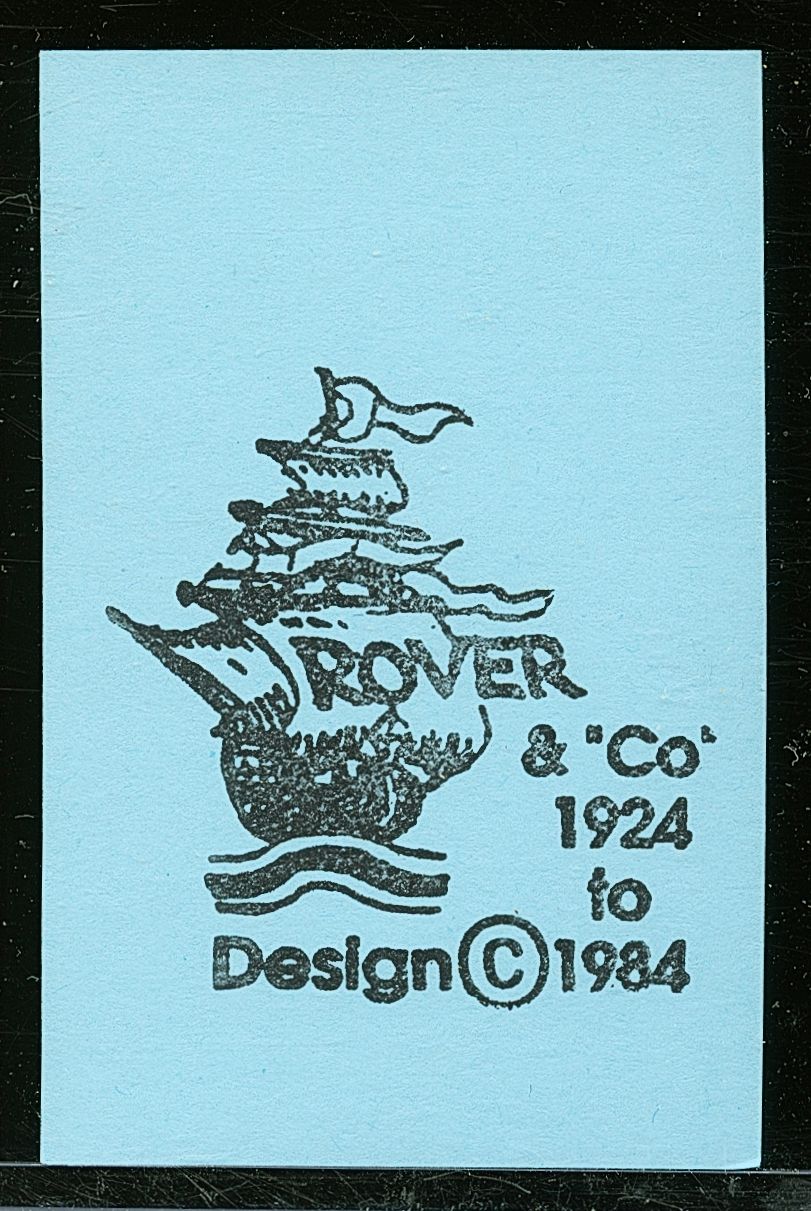 ROVER
& "Co"
1924
to
Design © 1984